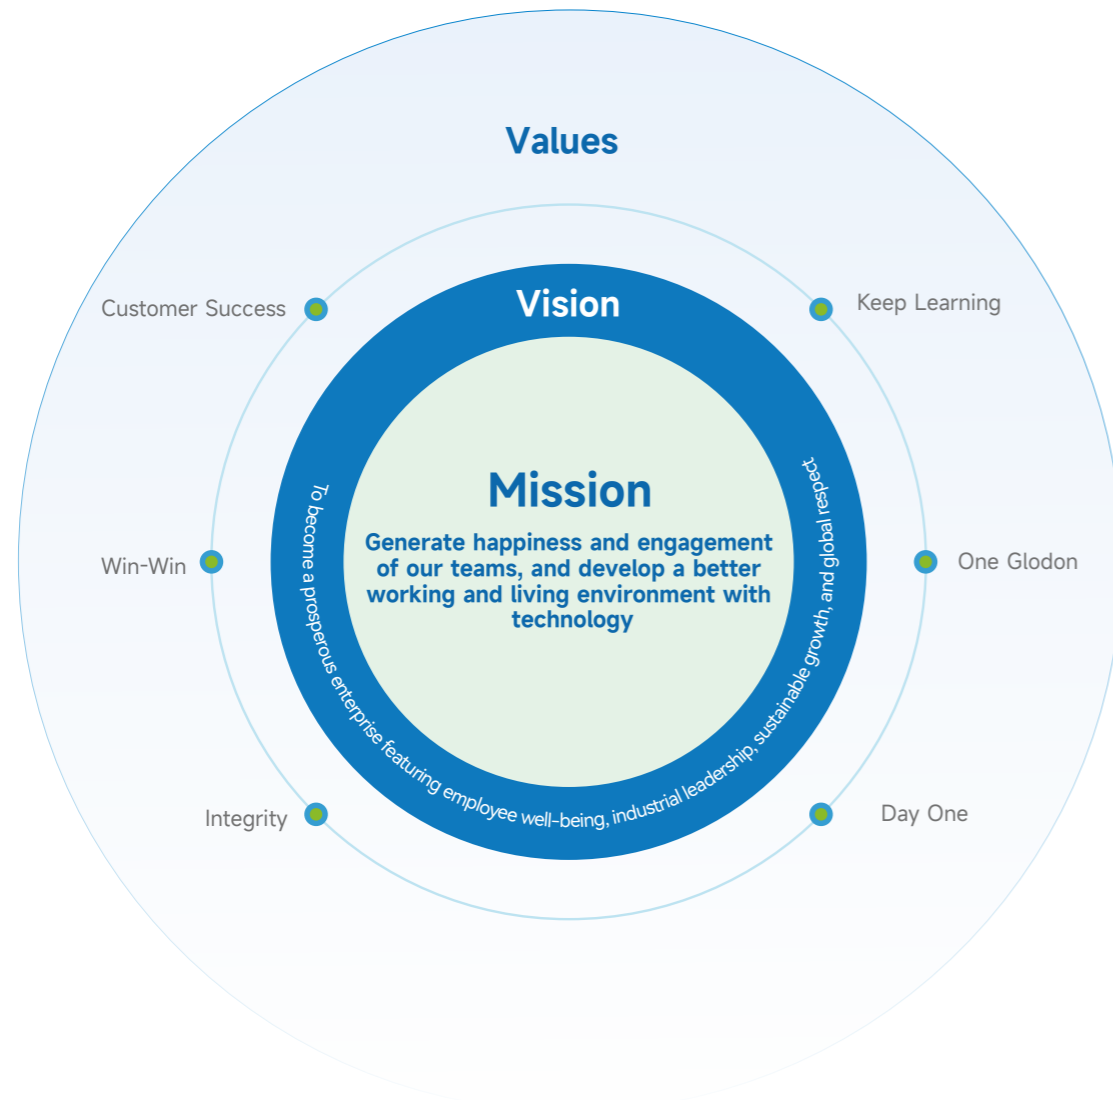 Values
Customer Success
Keep Learning
Vision
Mission
Generate happiness and engagement
of our teams, and develop a better
working and living environment with
technology
To become a prosperous enterprise featuring employee well-being, industrial leadership, sustainable growth, and global respect
Win-Win
One Glodon
Integrity
Day One